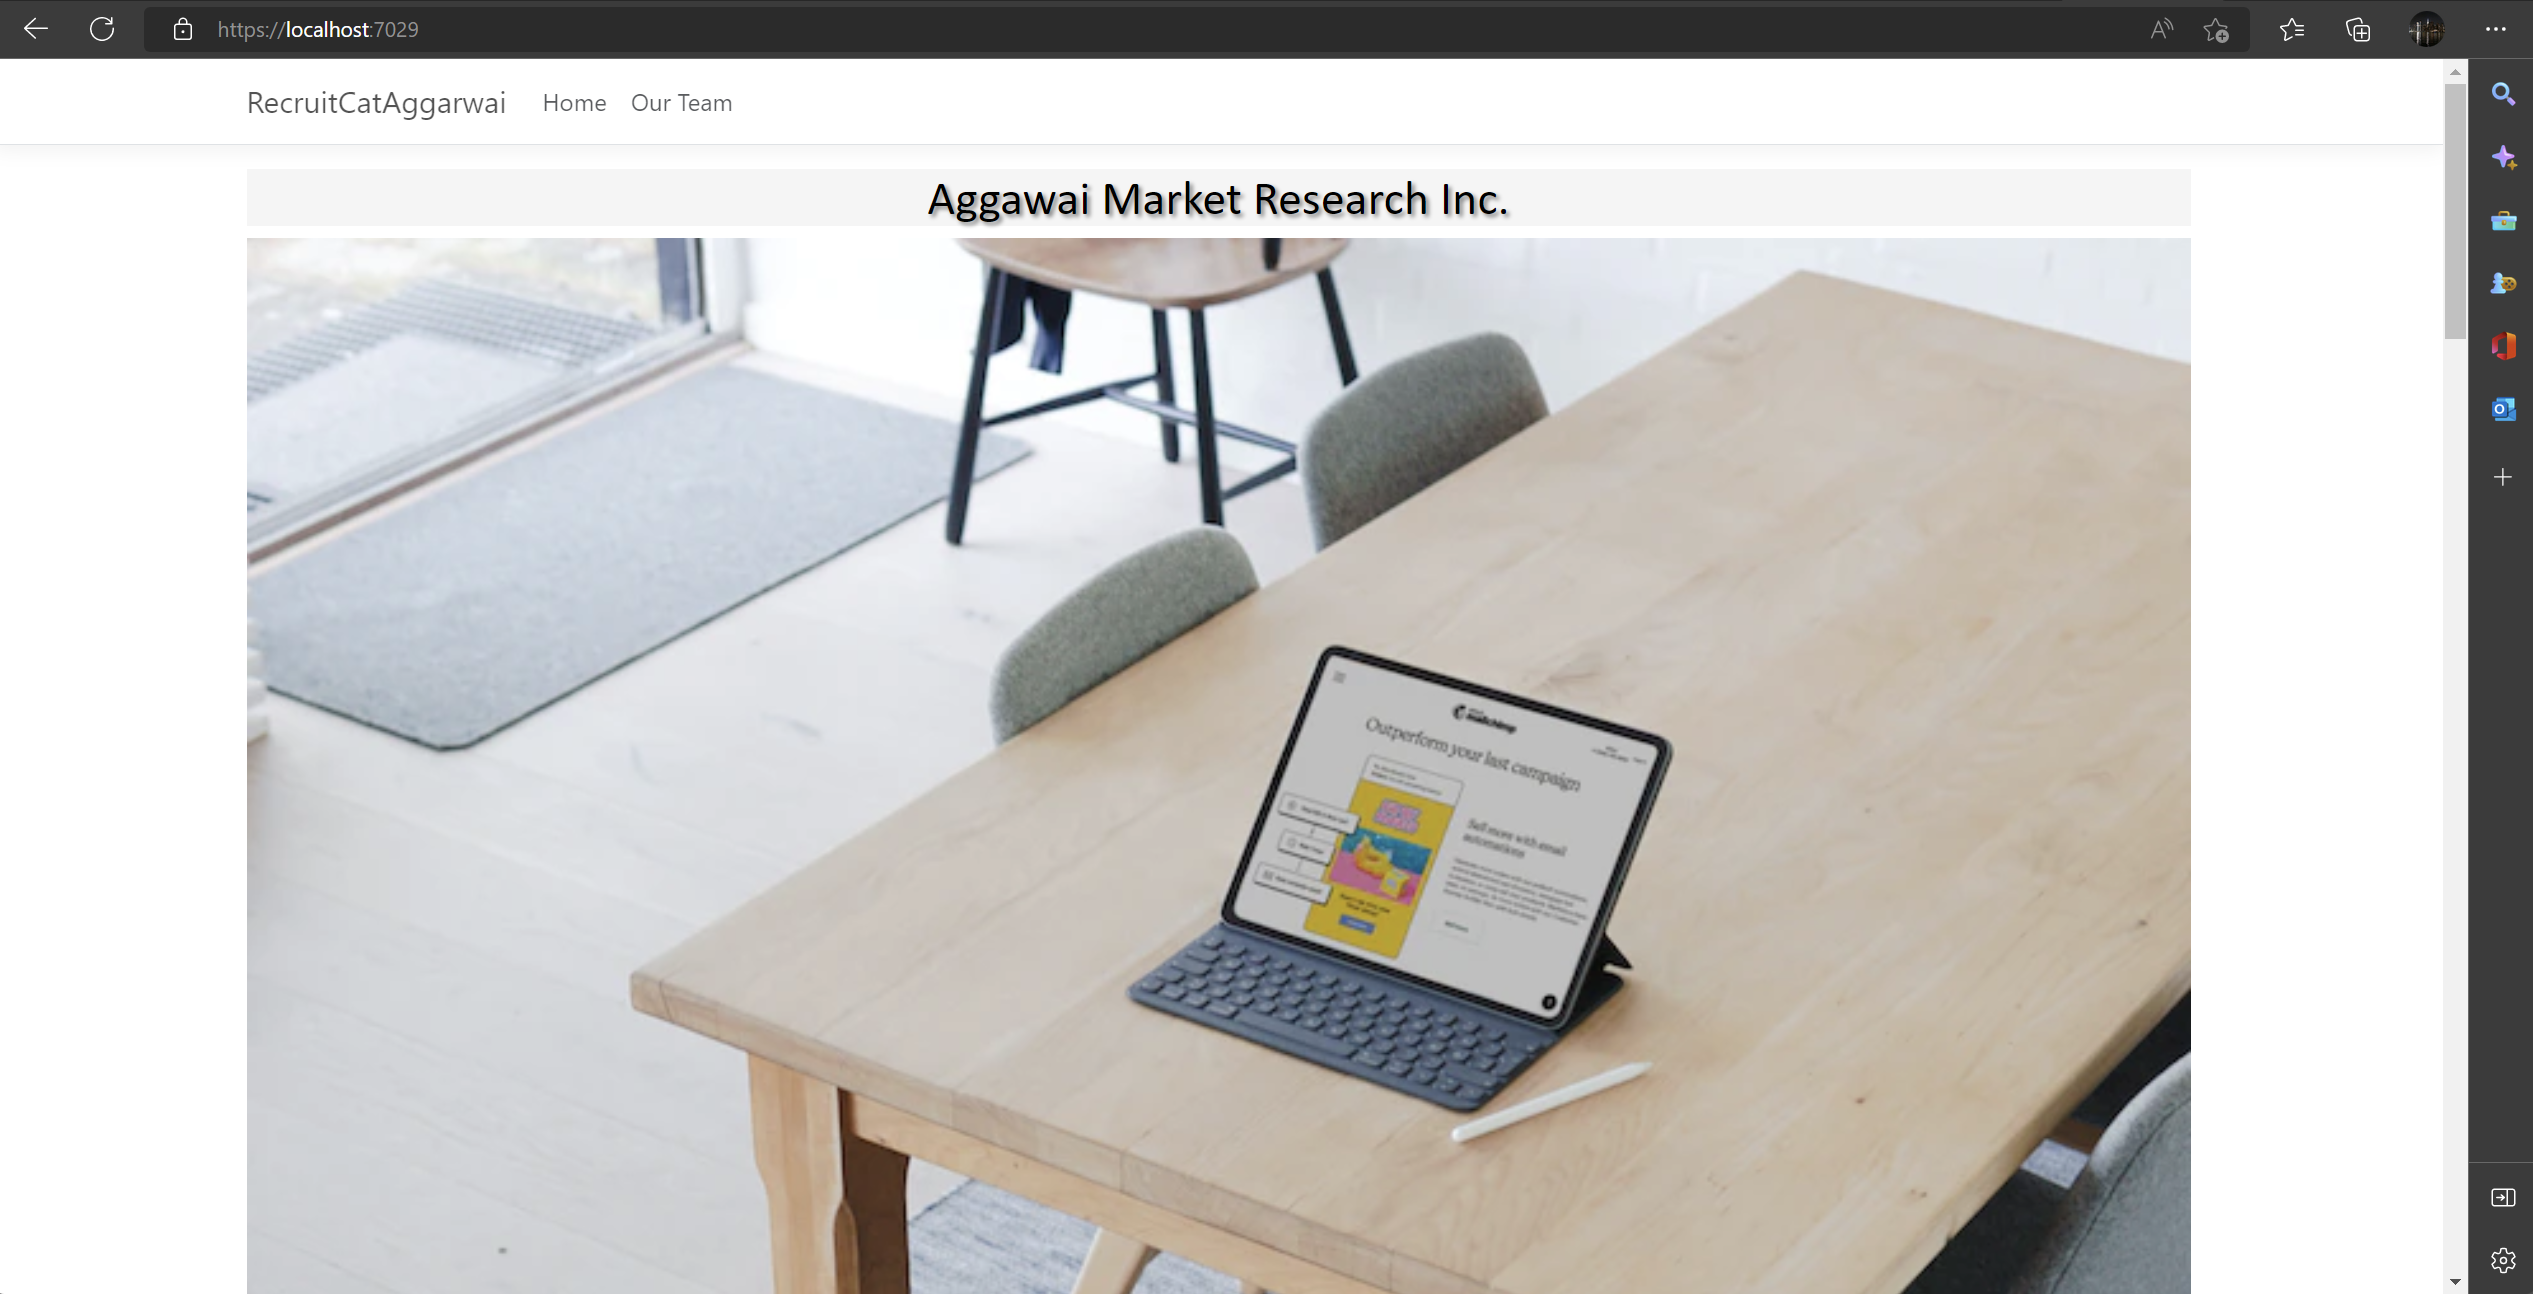 https://localhost:7029
RecruitCatAggarwai Home Our Team
Aggawai Market Research Inc.
mailchimp
Outperform your last campaign
Sell more with email
automations